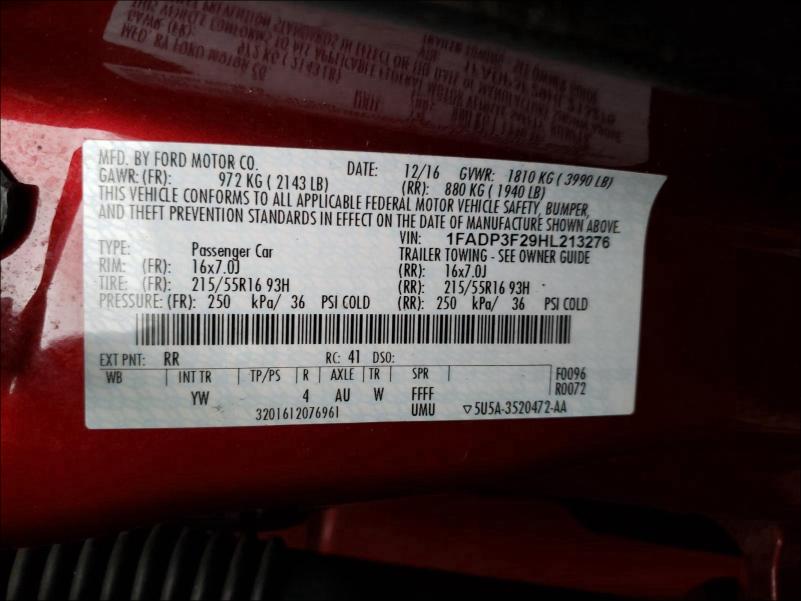 MFD. BY FORD MOTOR CO. DATE: 12/16 GVWR: 1810 KG ( 3990 LB)
GAWR: (FR): 972 KG ( 2143 LB) (RR): 880 KG ( 1940 LB)
THIS VEHICLE CONFORMS TO ALL APPLICABLE FEDERAL MOTOR VEHICLE SAFETY, BUMPER,
AND THEFT PREVENTION STANDARDS IN EFFECT ON THE DATE OF MANUFACTURE SHOWN ABOVE.
VIN: 1FADP3F29HL213276
TYPE: Passenger Car TRAILER TOWING - SEE OWNER GUIDE
RIM: (FR): 16x7.0J (RR): 16x7.0J
TIRE: (FR): 215/55R16 93H (RR): 215/55R16 93H
PRESSURE: (FR): 250 kPa/ 36 PSI COLD (RR): 250 kPa/ 36 PSI COLD
EXT PNT: RR RC: 41 DSO:
WB INT TR TP/PS R AXLE TR SPR F0096
YW 4 AU W FFFF R0072
3201612076961 UMU ▽5U5A-3520472-AA